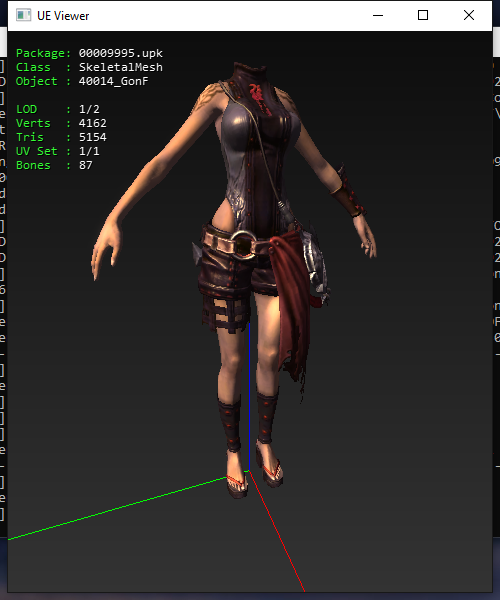 UE Viewer
Package: 00009995.upk
Class : SkeletalMesh
Object : 40014_GonF
LOD : 1/2
Verts : 4162
Tris : 5154
UV Set : 1/1
Bones : 87